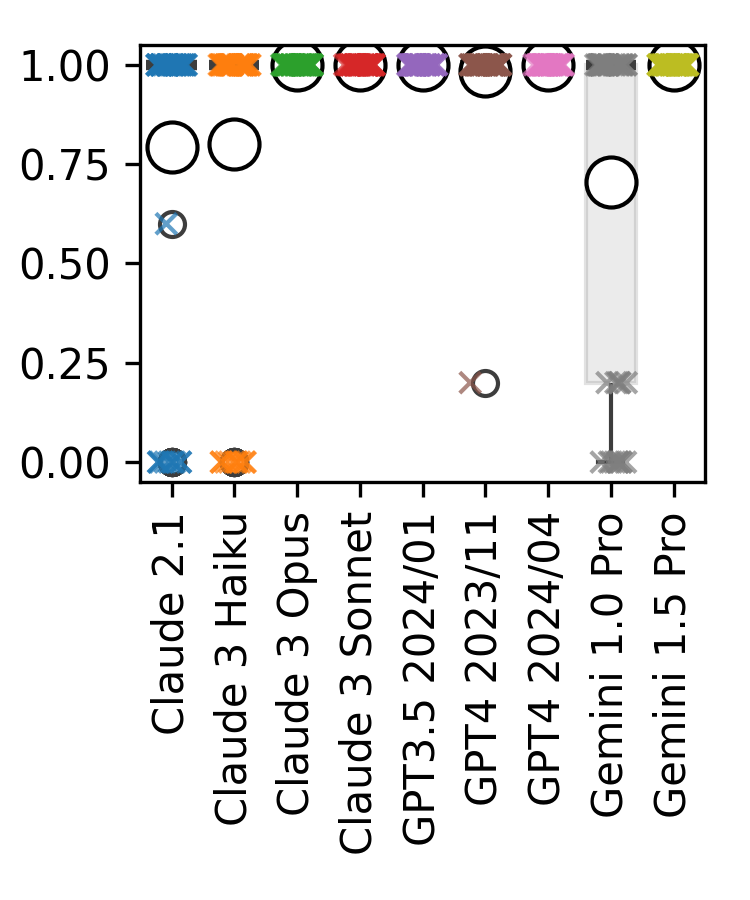 1.00
0.75
0.50
0.25
0.00
Claude 2.1
Claude 3 Haiku
Claude 3 Opus
Claude 3 Sonnet
GPT3.5 2024/01
GPT4 2023/11
GPT4 2024/04
Gemini 1.0 Pro
Gemini 1.5 Pro